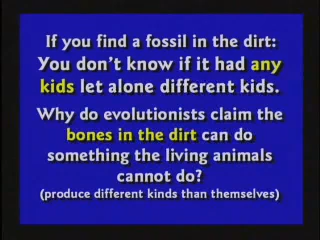 If you find a fossil in the dirt:
You don't know if it had any
kids let alone different kids.
Why do evolutionists claim the
bones in the dirt can do
something the living animals
cannot do?
(produce different kinds than themselves)